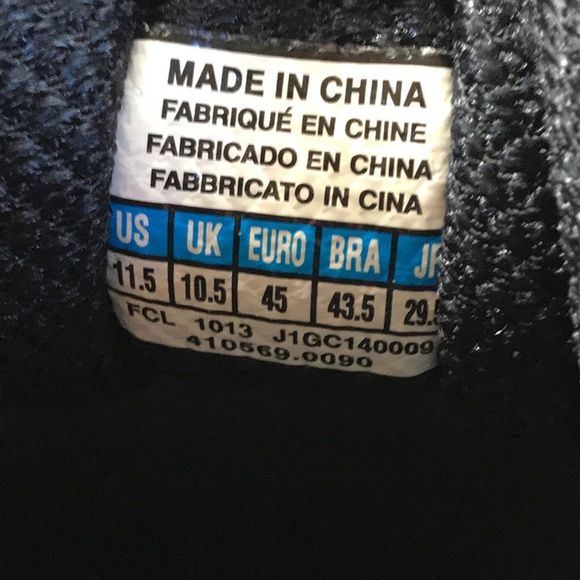 MADE IN CHINA
FABRIQUÉ EN CHINE
FABRICADO EN CHINA
FABBRICATO IN CINA
US UK EURO BRA
11.5 10.5 45 43.5
FCL 1013 J1GC140009
410569.0090